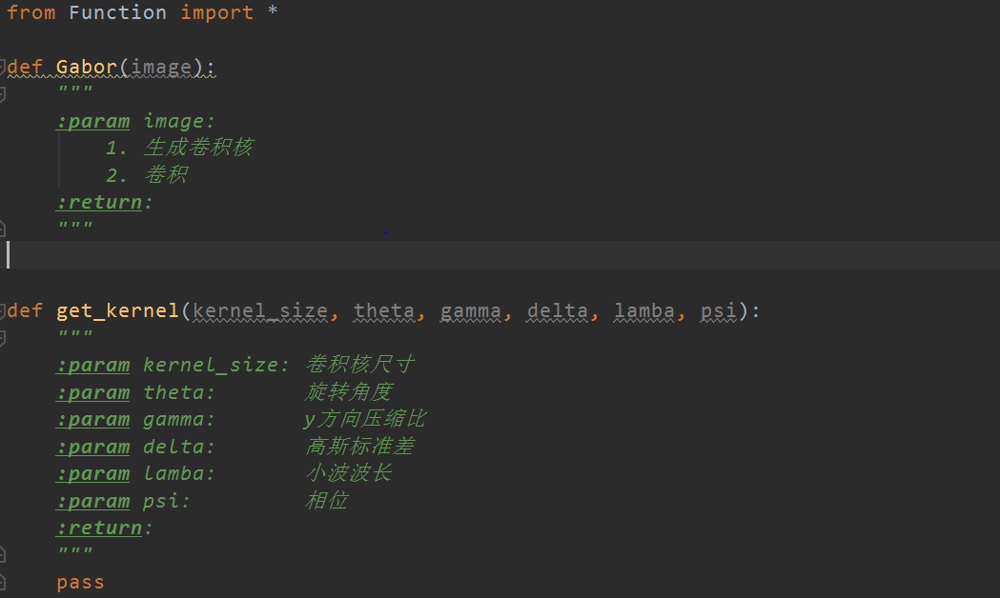 from Function import *
def Gabor(image):
"""
:param image:
1. 生成卷积核
2. 卷积
:return:
"""
def get_kernel(kernel_size, theta, gamma, delta, lamba, psi):
"""
:param kernel_size: 卷积核尺寸
:param theta: 旋转角度
:param gamma: y方向压缩比
:param delta: 高斯标准差
:param lamba: 小波波长
:param psi: 相位
:return:
"""
pass